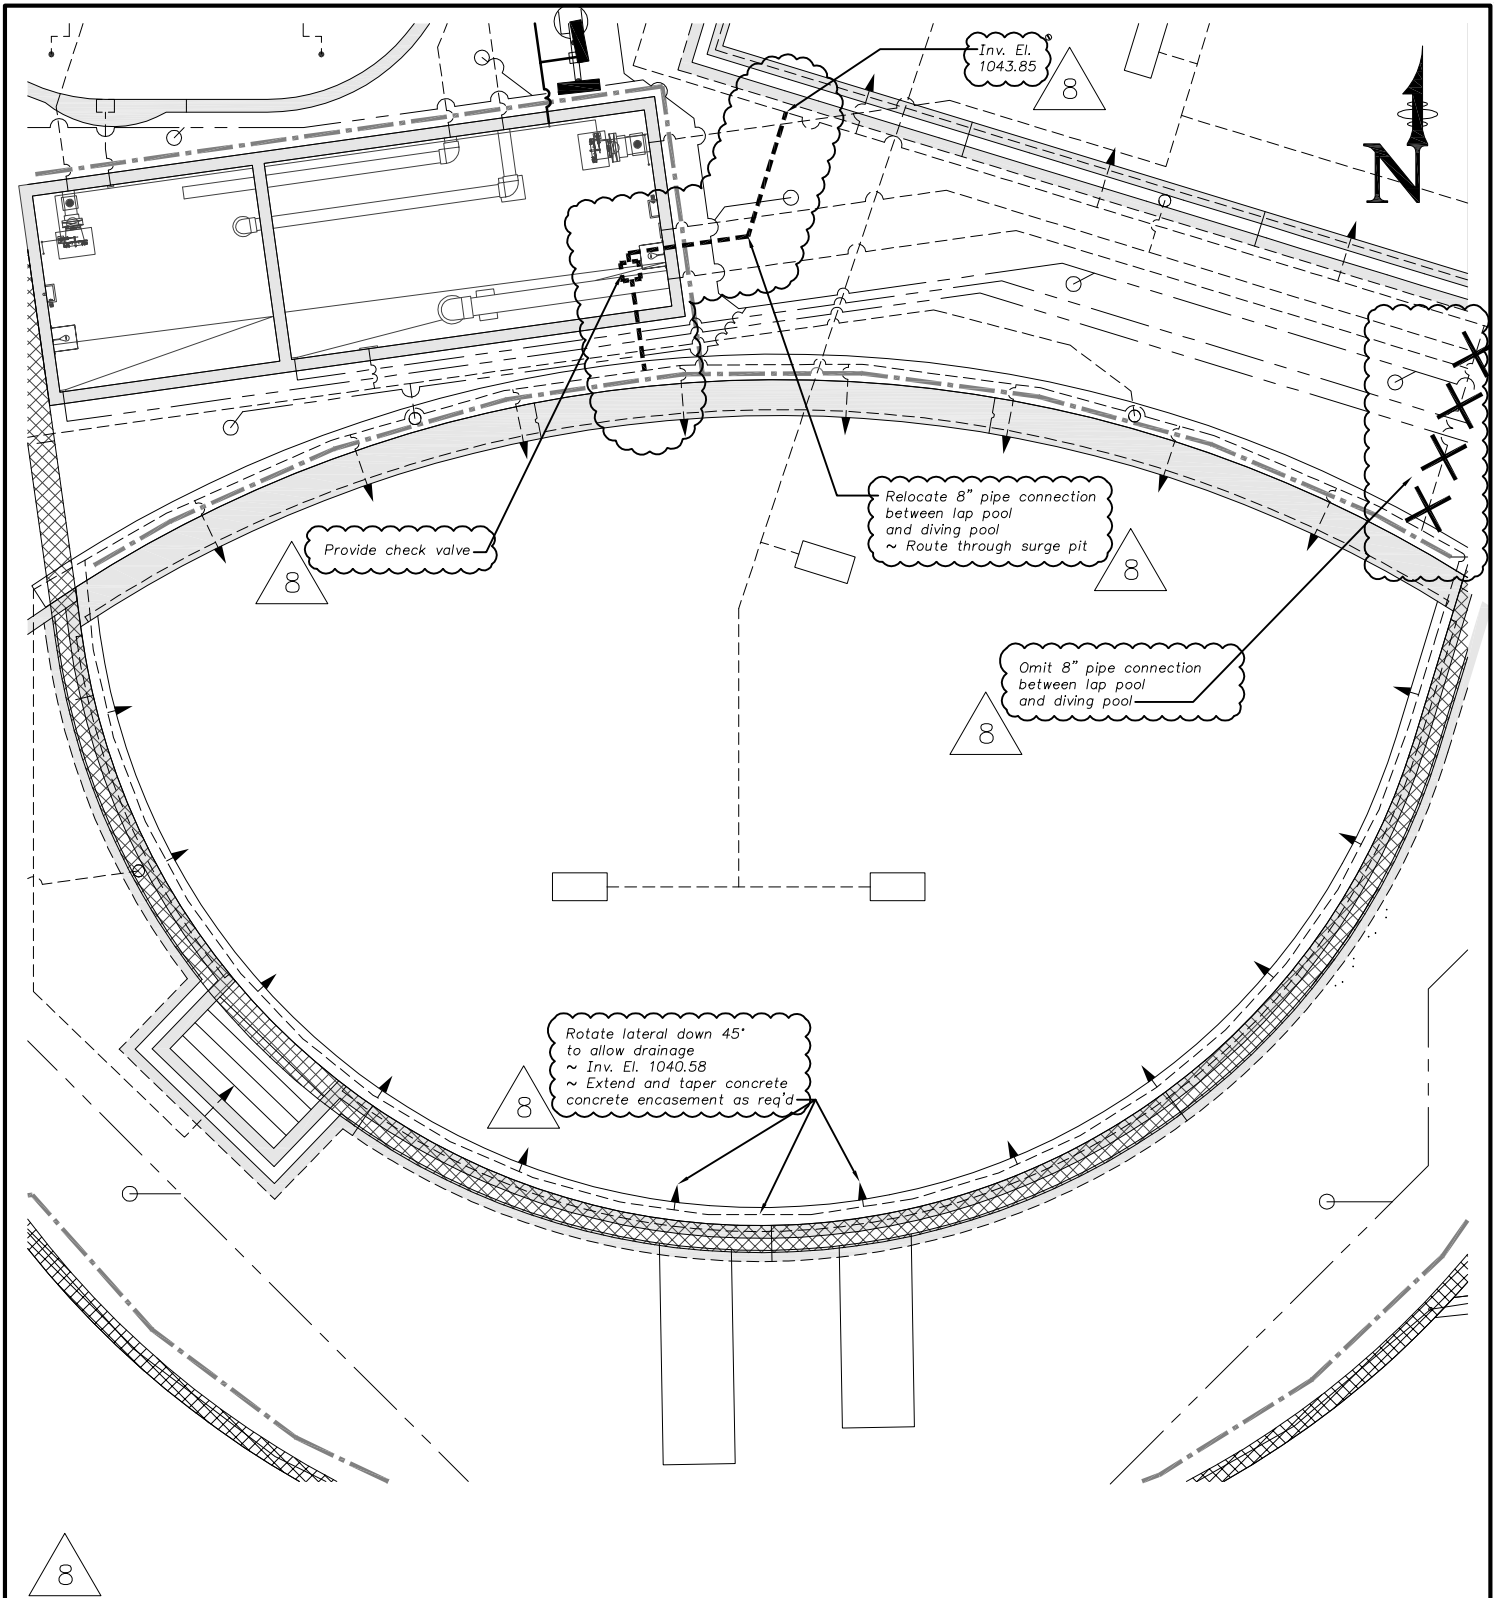 Inv. El.
1043.85
8
N
Provide check valve
8
Relocate 8" pipe connection
between lap pool
and diving pool
~ Route through surge pit
8
Omit 8" pipe connection
between lap pool
and diving pool
8
Rotate lateral down 45°
to allow drainage
~ Inv. El. 1040.58
~ Extend and taper concrete
concrete encasement as req'd
8
8